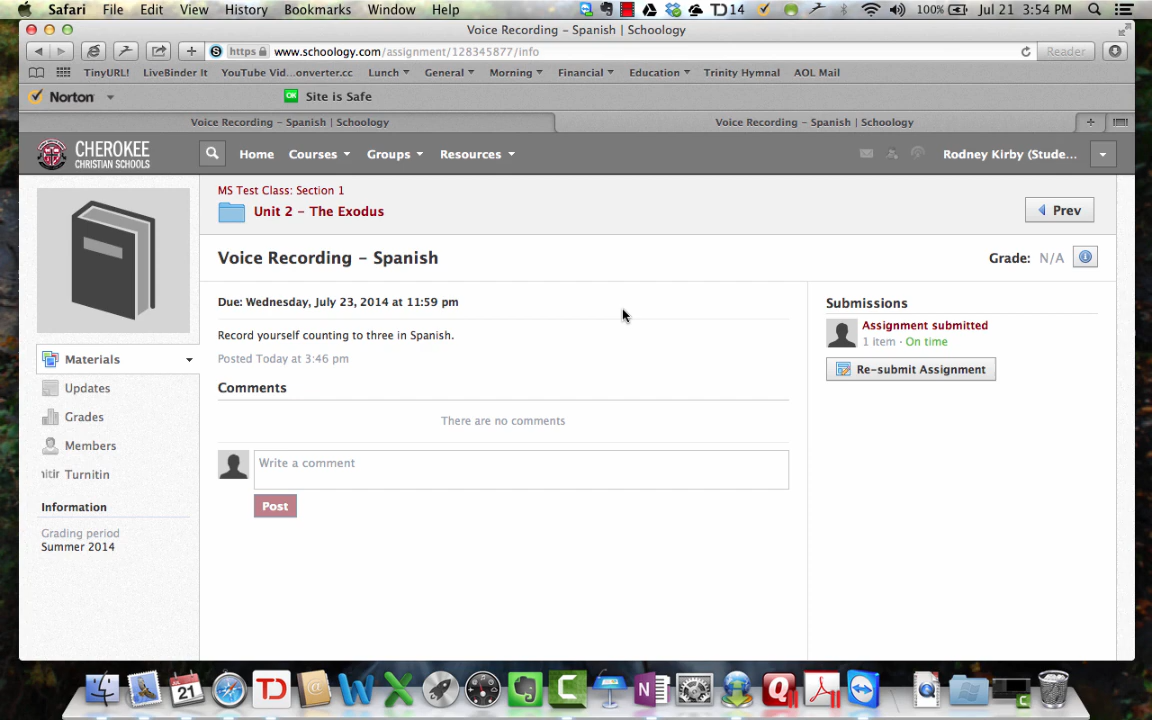 Safari File Edit View History Bookmarks Window Help 14 100% Jul 21 3:54 PM
Voice Recording – Spanish | Schoology
https www.schoology.com/assignment/128345877/info Reader
TinyURL! LiveBinder It YouTube Vid...onverter.cc Lunch General Morning Financial Education Trinity Hymnal AOL Mail
Norton OK Site is Safe
Voice Recording – Spanish | Schoology Voice Recording – Spanish | Schoology
CHEROKEE
CHRISTIAN SCHOOLS
Home Courses Groups Resources Rodney Kirby (Stude...
MS Test Class: Section 1
Unit 2 – The Exodus
Prev
Voice Recording – Spanish
Grade: N/A
Due: Wednesday, July 23, 2014 at 11:59 pm
Record yourself counting to three in Spanish.
Posted Today at 3:46 pm
Comments
There are no comments
Write a comment
Post
Submissions
Assignment submitted
1 item · On time
Re-submit Assignment
Materials
Updates
Grades
Members
nitir Turnitin
Information
Grading period
Summer 2014